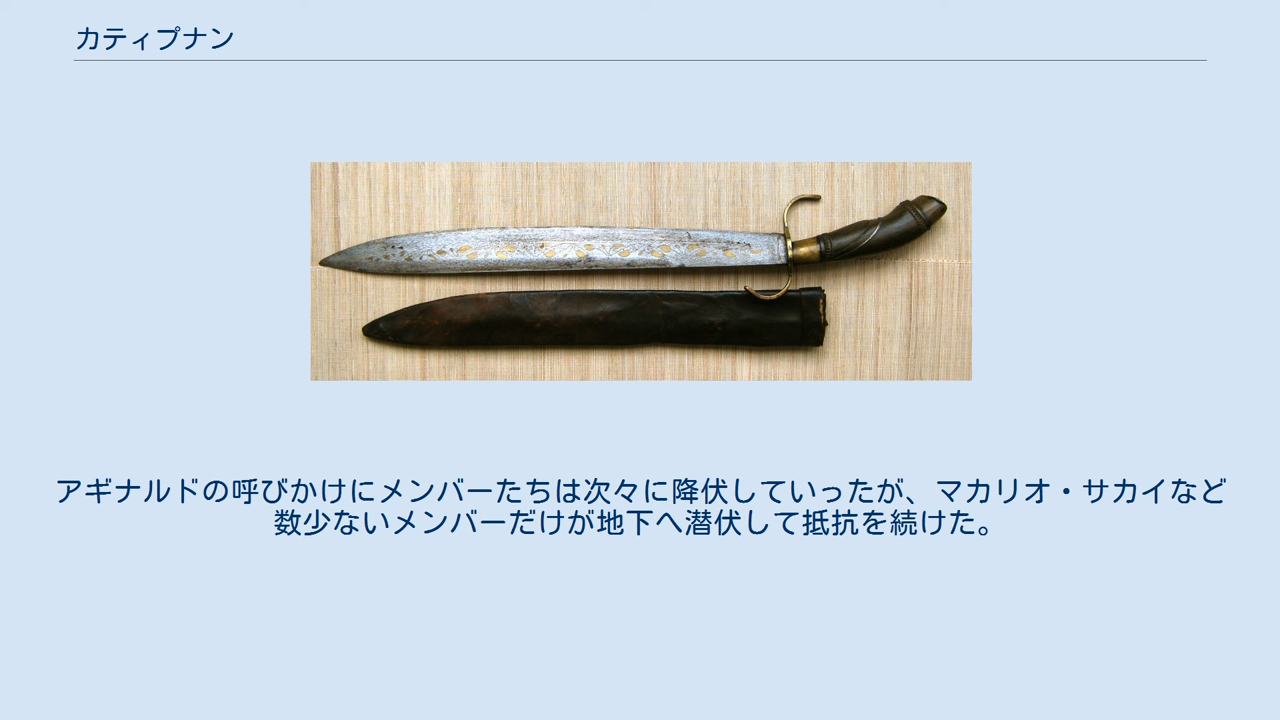 カティプナン
アギナルドの呼びかけにメンバーたちは次々に降伏していったが、マカリオ・サカイなど
数少ないメンバーだけが地下へ潜伏して抵抗を続けた。